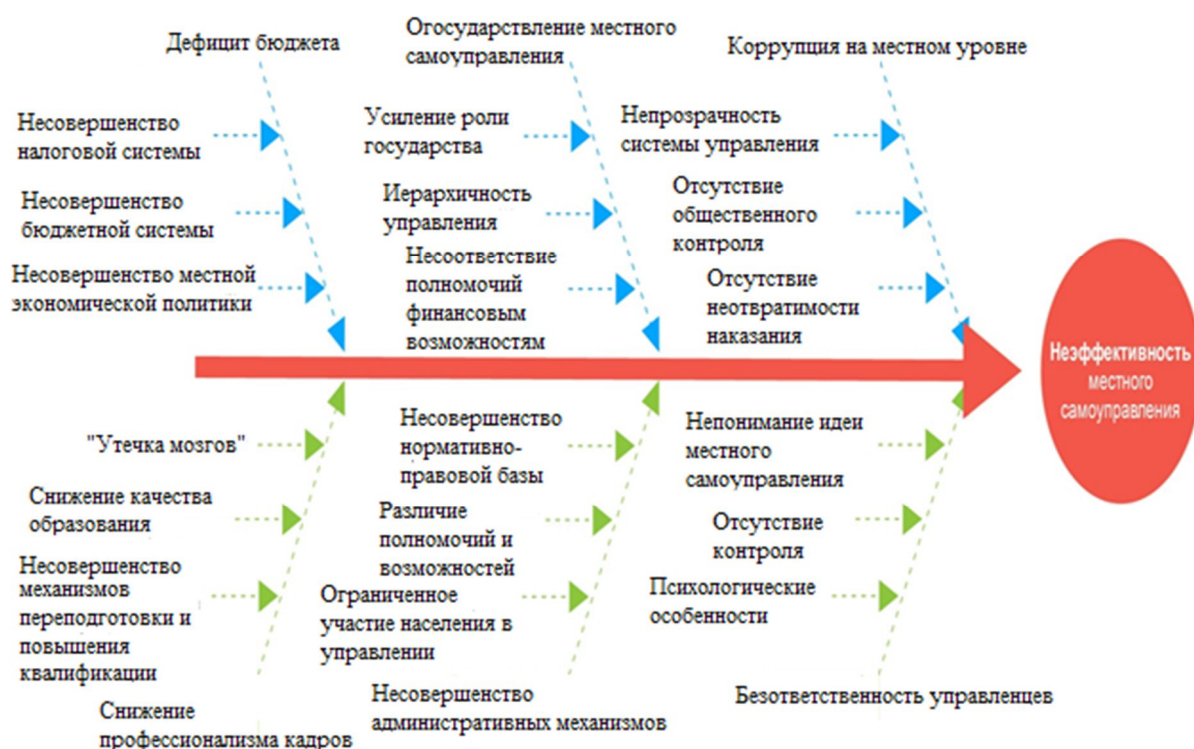 Дефицит бюджета
Огосударствление местного
самоуправления
Коррупция на местном уровне
Несовершенство
налоговой системы
Усиление роли
государства
Непрозрачность
системы управления
Несовершенство
бюджетной системы
Иерархичность
управления
Отсутствие
общественного
контроля
Несовершенство местной
экономической политики
Несоответствие
полномочий
финансовым
возможностям
Отсутствие
неотвратимости
наказания
Неэффективность
местного
самоуправления
"Утечка мозгов"
Несовершенство
нормативно-
правовой базы
Непонимание идеи
местного
самоуправления
Снижение качества
образования
Различие
полномочий и
возможностей
Отсутствие
контроля
Несовершенство
механизмов
переподготовки и
повышения
квалификации
Ограниченное
участие населения в
управлении
Психологические
особенности
Снижение
профессионализма кадров
Несовершенство
административных механизмов
Безответственность управленцев